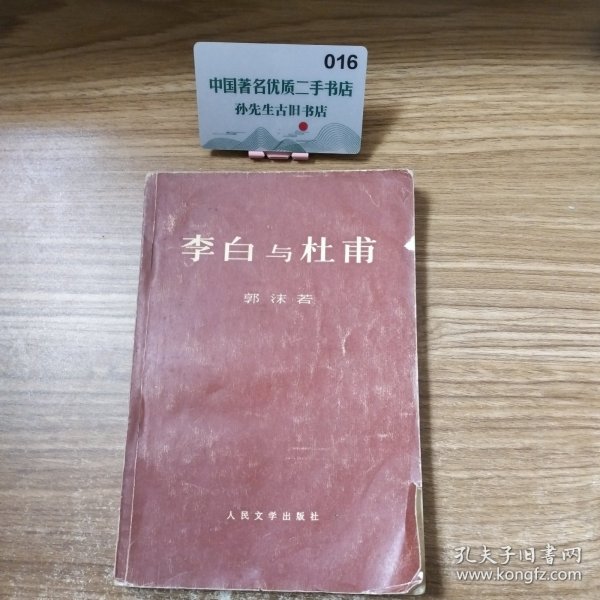 016
中国著名优质二手书店
孙先生古旧书店
李白与杜甫
郭沫若
人民文学出版社
孔夫子旧書网
www.kongfz.com